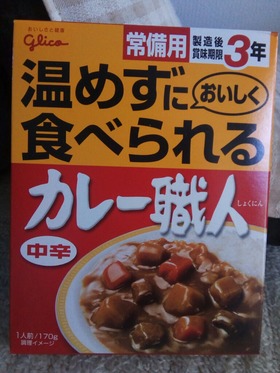 おいしさと健康
glico
常備用
製造後
賞味期限
3年
温めずに
おいしく
食べられる
カレー職人
しょくにん
中辛
1人前/170g
調理イメージ